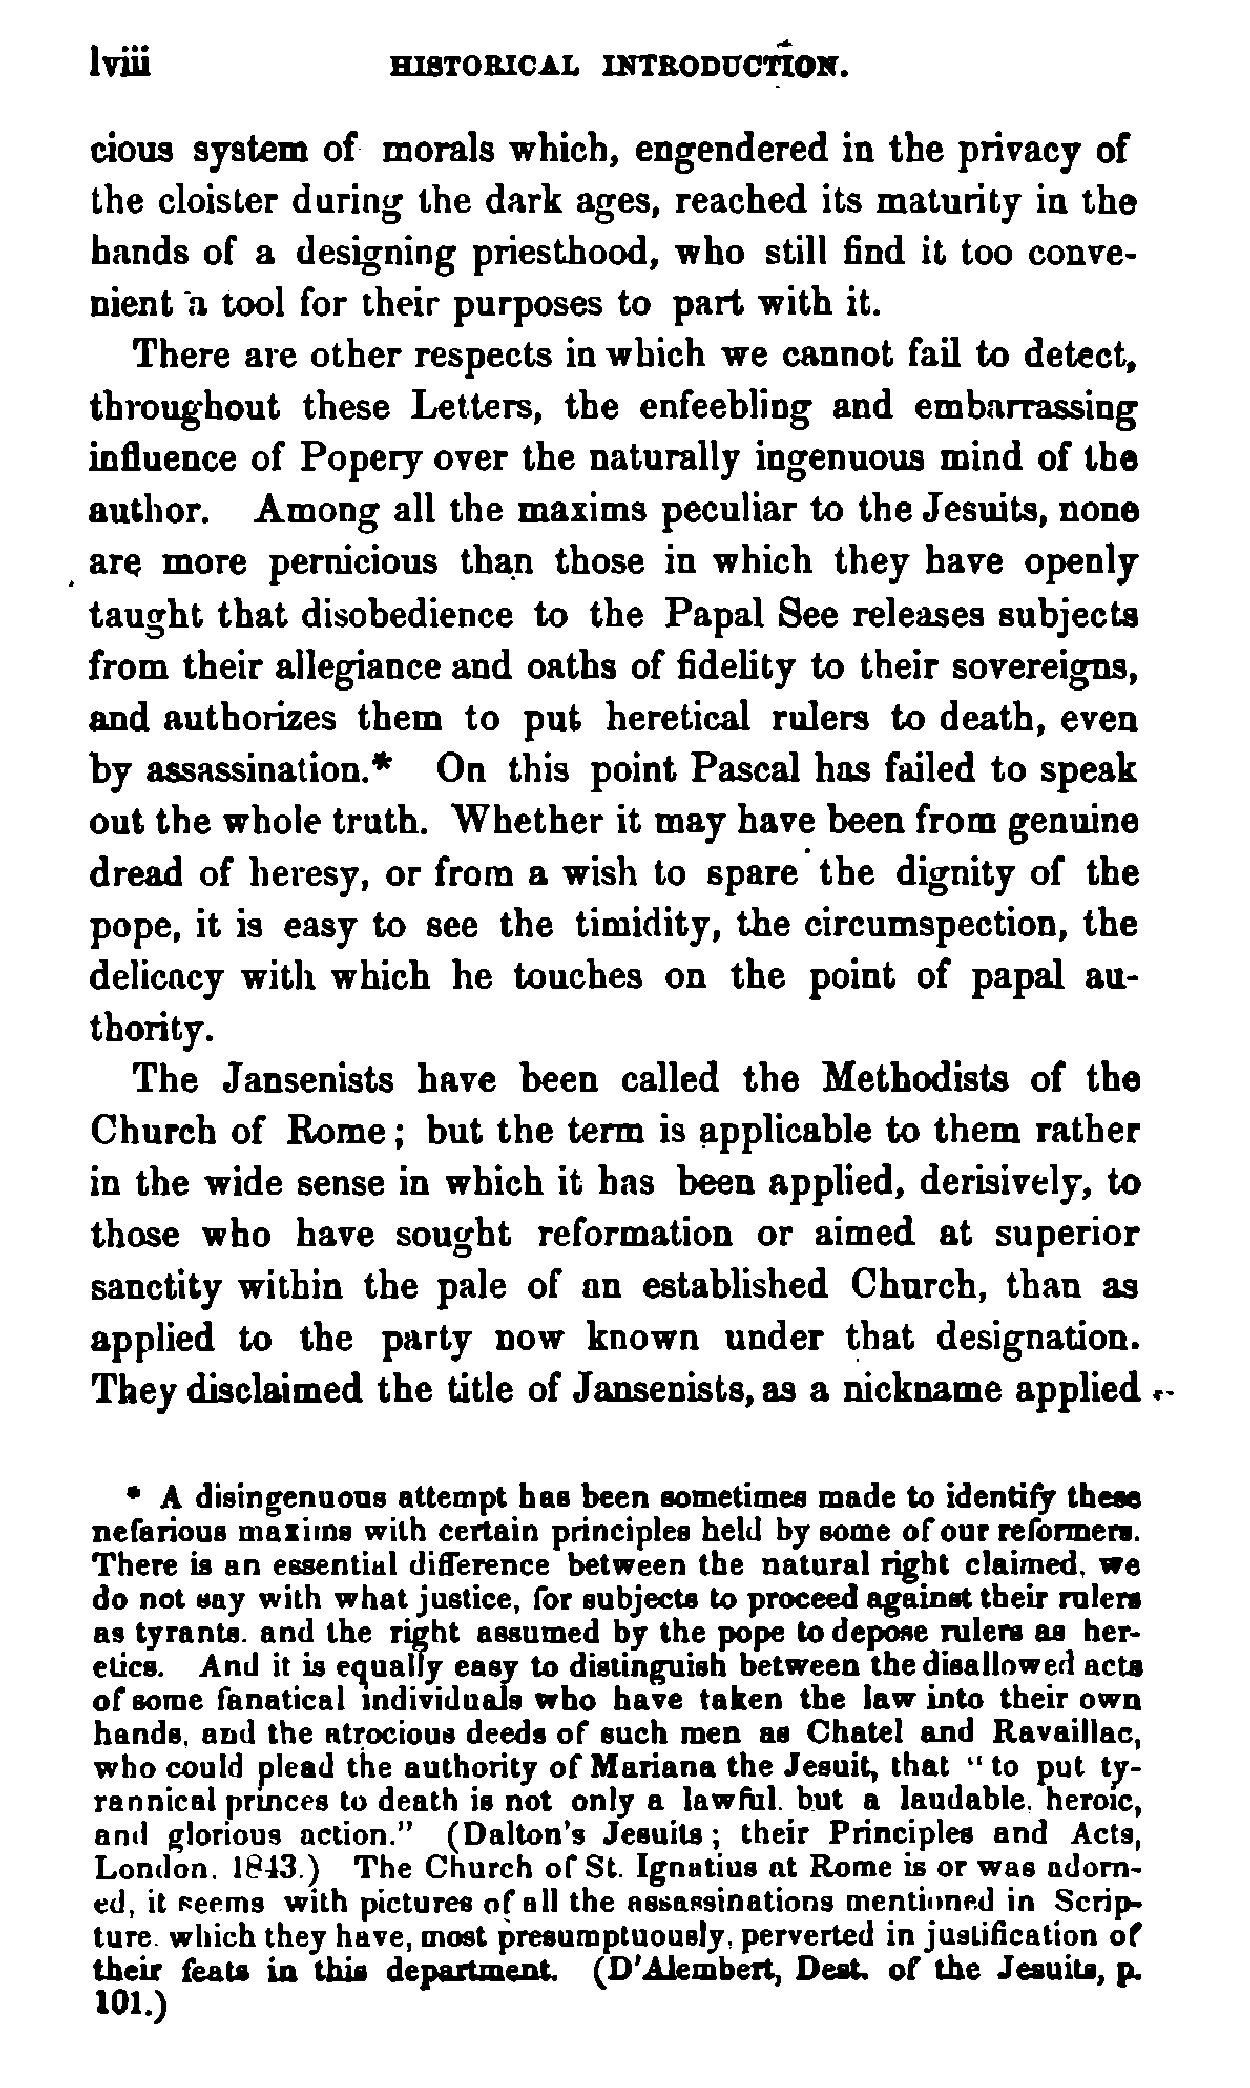 lviii HISTORICAL INTRODUCTION.
cious system of morals which, engendered in the privacy of
the cloister during the dark ages, reached its maturity in the
hands of a designing priesthood, who still find it too conve-
nient a tool for their purposes to part with it.
There are other respects in which we cannot fail to detect,
throughout these Letters, the enfeebling and embarrassing
influence of Popery over the naturally ingenuous mind of the
author. Among all the maxims peculiar to the Jesuits, none
are more pernicious than those in which they have openly
taught that disobedience to the Papal See releases subjects
from their allegiance and oaths of fidelity to their sovereigns,
and authorizes them to put heretical rulers to death, even
by assassination.* On this point Pascal has failed to speak
out the whole truth. Whether it may have been from genuine
dread of heresy, or from a wish to spare the dignity of the
pope, it is easy to see the timidity, the circumspection, the
delicacy with which he touches on the point of papal au-
thority.
The Jansenists have been called the Methodists of the
Church of Rome; but the term is applicable to them rather
in the wide sense in which it has been applied, derisively, to
those who have sought reformation or aimed at superior
sanctity within the pale of an established Church, than as
applied to the party now known under that designation.
They disclaimed the title of Jansenists, as a nickname applied
* A disingenuous attempt has been sometimes made to identify these
nefarious maxims with certain principles held by some of our reformers.
There is an essential difference between the natural right claimed, we
do not say with what justice, for subjects to proceed against their rulers
as tyrants, and the right assumed by the pope to depose rulers as her-
etics. And it is equally easy to distinguish between the disallowed acts
of some fanatical individuals who have taken the law into their own
hands, and the atrocious deeds of such men as Chatel and Ravaillac,
who could plead the authority of Mariana the Jesuit, that "to put ty-
rannical princes to death is not only a lawful, but a laudable, heroic,
and glorious action." (Dalton's Jesuits; their Principles and Acts,
London, 1843.) The Church of St. Ignatius at Rome is or was adorn-
ed, it seems with pictures of all the assassinations mentioned in Scrip-
ture, which they have, most presumptuously, perverted in justification of
their feats in this department. (D'Alembert, Dest. of the Jesuits, p.
101.)